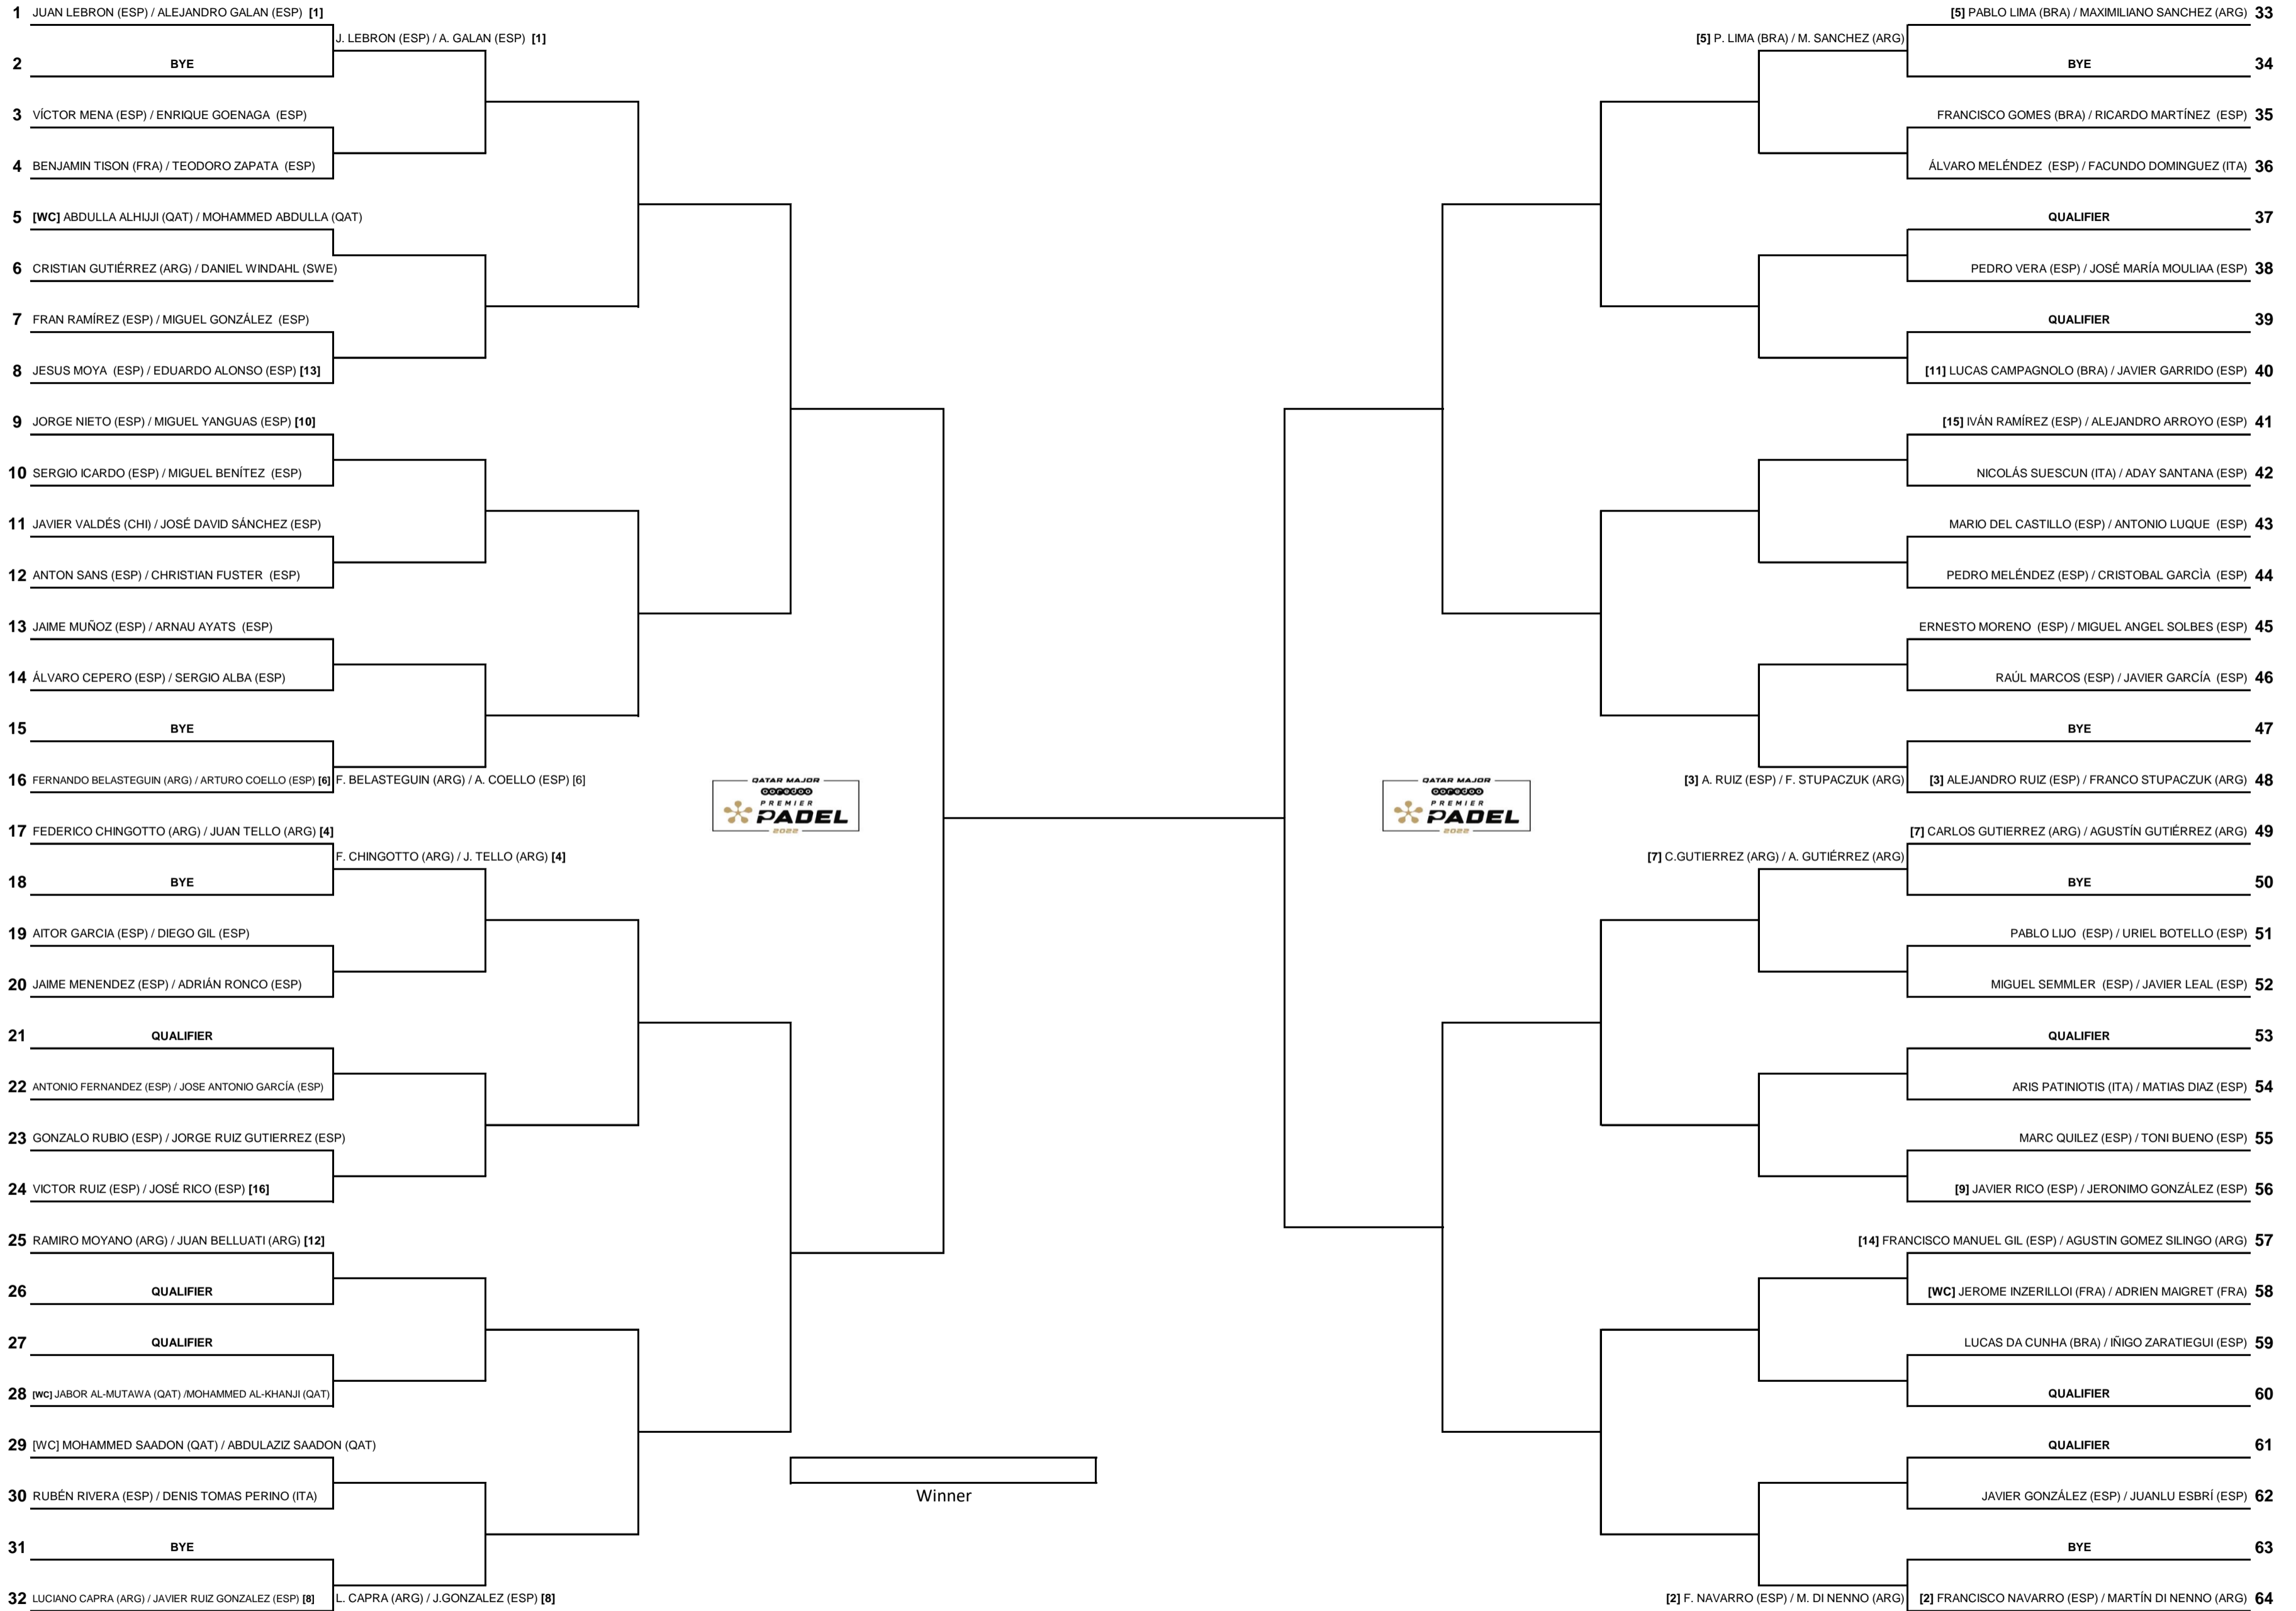 1 JUAN LEBRON (ESP) / ALEJANDRO GALAN (ESP) [1]
J. LEBRON (ESP) / A. GALAN (ESP) [1]
2 BYE
3 VÍCTOR MENA (ESP) / ENRIQUE GOENAGA (ESP)
4 BENJAMIN TISON (FRA) / TEODORO ZAPATA (ESP)
5 [WC] ABDULLA ALHIJJI (QAT) / MOHAMMED ABDULLA (QAT)
6 CRISTIAN GUTIÉRREZ (ARG) / DANIEL WINDAHL (SWE)
7 FRAN RAMÍREZ (ESP) / MIGUEL GONZÁLEZ (ESP)
8 JESUS MOYA (ESP) / EDUARDO ALONSO (ESP) [13]
9 JORGE NIETO (ESP) / MIGUEL YANGUAS (ESP) [10]
10 SERGIO ICARDO (ESP) / MIGUEL BENÍTEZ (ESP)
11 JAVIER VALDÉS (CHI) / JOSÉ DAVID SÁNCHEZ (ESP)
12 ANTON SANS (ESP) / CHRISTIAN FUSTER (ESP)
13 JAIME MUÑOZ (ESP) / ARNAU AYATS (ESP)
14 ÁLVARO CEPERO (ESP) / SERGIO ALBA (ESP)
15 BYE
16 FERNANDO BELASTEGUIN (ARG) / ARTURO COELLO (ESP) [6]
F. BELASTEGUIN (ARG) / A. COELLO (ESP) [6]
17 FEDERICO CHINGOTTO (ARG) / JUAN TELLO (ARG) [4]
F. CHINGOTTO (ARG) / J. TELLO (ARG) [4]
18 BYE
19 AITOR GARCIA (ESP) / DIEGO GIL (ESP)
20 JAIME MENENDEZ (ESP) / ADRIÁN RONCO (ESP)
21 QUALIFIER
22 ANTONIO FERNANDEZ (ESP) / JOSE ANTONIO GARCÍA (ESP)
23 GONZALO RUBIO (ESP) / JORGE RUIZ GUTIERREZ (ESP)
24 VICTOR RUIZ (ESP) / JOSÉ RICO (ESP) [16]
25 RAMIRO MOYANO (ARG) / JUAN BELLUATI (ARG) [12]
26 QUALIFIER
27 QUALIFIER
28 [WC] JABOR AL-MUTAWA (QAT) /MOHAMMED AL-KHANJI (QAT)
29 [WC] MOHAMMED SAADON (QAT) / ABDULAZIZ SAADON (QAT)
30 RUBÉN RIVERA (ESP) / DENIS TOMAS PERINO (ITA)
31 BYE
32 LUCIANO CAPRA (ARG) / JAVIER RUIZ GONZALEZ (ESP) [8]
L. CAPRA (ARG) / J.GONZALEZ (ESP) [8]
QATAR MAJOR
ooredoo
PREMIER
PADEL
2022
Winner
QATAR MAJOR
ooredoo
PREMIER
PADEL
2022
[5] PABLO LIMA (BRA) / MAXIMILIANO SANCHEZ (ARG) 33
[5] P. LIMA (BRA) / M. SANCHEZ (ARG)
BYE 34
FRANCISCO GOMES (BRA) / RICARDO MARTÍNEZ (ESP) 35
ÁLVARO MELÉNDEZ (ESP) / FACUNDO DOMINGUEZ (ITA) 36
QUALIFIER 37
PEDRO VERA (ESP) / JOSÉ MARÍA MOULIAA (ESP) 38
QUALIFIER 39
[11] LUCAS CAMPAGNOLO (BRA) / JAVIER GARRIDO (ESP) 40
[15] IVÁN RAMÍREZ (ESP) / ALEJANDRO ARROYO (ESP) 41
NICOLÁS SUESCUN (ITA) / ADAY SANTANA (ESP) 42
MARIO DEL CASTILLO (ESP) / ANTONIO LUQUE (ESP) 43
PEDRO MELÉNDEZ (ESP) / CRISTOBAL GARCÌA (ESP) 44
ERNESTO MORENO (ESP) / MIGUEL ANGEL SOLBES (ESP) 45
RAÚL MARCOS (ESP) / JAVIER GARCÍA (ESP) 46
BYE 47
[3] A. RUIZ (ESP) / F. STUPACZUK (ARG)
[3] ALEJANDRO RUIZ (ESP) / FRANCO STUPACZUK (ARG) 48
[7] CARLOS GUTIERREZ (ARG) / AGUSTÍN GUTIÉRREZ (ARG) 49
[7] C.GUTIERREZ (ARG) / A. GUTIÉRREZ (ARG)
BYE 50
PABLO LIJO (ESP) / URIEL BOTELLO (ESP) 51
MIGUEL SEMMLER (ESP) / JAVIER LEAL (ESP) 52
QUALIFIER 53
ARIS PATINIOTIS (ITA) / MATIAS DIAZ (ESP) 54
MARC QUILEZ (ESP) / TONI BUENO (ESP) 55
[9] JAVIER RICO (ESP) / JERONIMO GONZÁLEZ (ESP) 56
[14] FRANCISCO MANUEL GIL (ESP) / AGUSTIN GOMEZ SILINGO (ARG) 57
[WC] JEROME INZERILLOI (FRA) / ADRIEN MAIGRET (FRA) 58
LUCAS DA CUNHA (BRA) / IÑIGO ZARATIEGUI (ESP) 59
QUALIFIER 60
QUALIFIER 61
JAVIER GONZÁLEZ (ESP) / JUANLU ESBRÍ (ESP) 62
BYE 63
[2] F. NAVARRO (ESP) / M. DI NENNO (ARG)
[2] FRANCISCO NAVARRO (ESP) / MARTÍN DI NENNO (ARG) 64